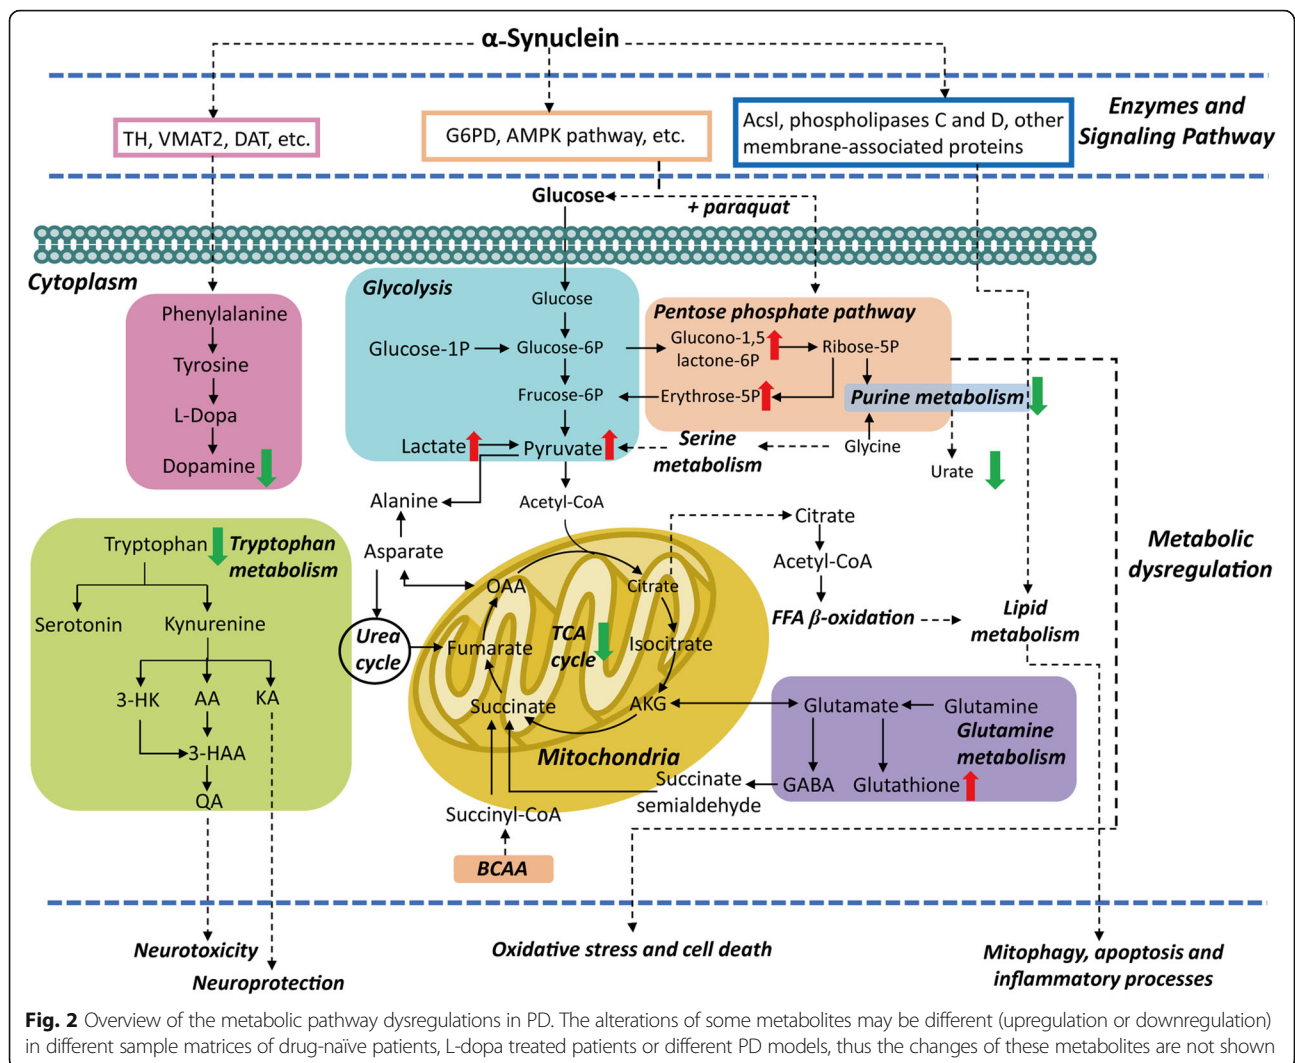 α-Synuclein
Enzymes and
Signaling Pathway
TH, VMAT2, DAT, etc.
G6PD, AMPK pathway, etc.
Acsl, phospholipases C and D, other
membrane-associated proteins
Glucose
+ paraquat
Cytoplasm
Phenylalanine
Tyrosine
L-Dopa
Dopamine
Glycolysis
Glucose
Glucose-1P
Glucose-6P
Frucose-6P
Lactate
Pyruvate
Pentose phosphate pathway
Glucono-1,5
lactone-6P
Ribose-5P
Erythrose-5P
Purine metabolism
Serine
metabolism
Glycine
Urate
Alanine
Acetyl-CoA
Asparate
Urea
cycle
Citrate
Acetyl-CoA
FFA β-oxidation
Lipid
metabolism
Metabolic
dysregulation
Tryptophan
Tryptophan
metabolism
Serotonin
Kynurenine
3-HK
AA
KA
3-HAA
QA
OAA
Citrate
Fumarate
TCA
cycle
Isocitrate
Succinate
AKG
Mitochondria
Glutamate
Glutamine
Glutamine
metabolism
GABA
Glutathione
Succinate
semialdehyde
Succinyl-CoA
BCAA
Neurotoxicity
Neuroprotection
Oxidative stress and cell death
Mitophagy, apoptosis and
inflammatory processes
Fig. 2 Overview of the metabolic pathway dysregulations in PD. The alterations of some metabolites may be different (upregulation or downregulation)
in different sample matrices of drug-naïve patients, L-dopa treated patients or different PD models, thus the changes of these metabolites are not shown